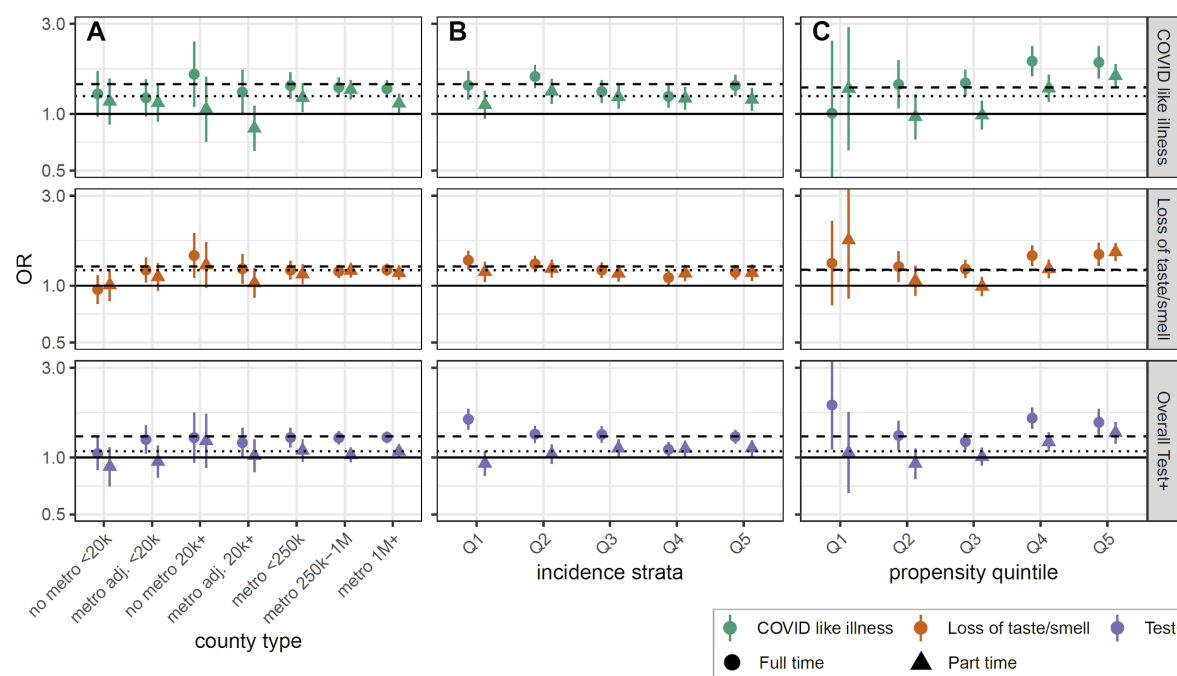 A
B
C
3.0
1.0
0.5
COVID like illness
3.0
1.0
0.5
Loss of taste/smell
OR
3.0
1.0
0.5
Overall Test+
no metro <20k
metro adj. <20k
no metro 20k+
metro adj. 20k+
metro <250k
metro 250k−1M
metro 1M+
county type
Q1 Q2 Q3 Q4 Q5
incidence strata
Q1 Q2 Q3 Q4 Q5
propensity quintile
COVID like illness Loss of taste/smell Test
Full time Part time